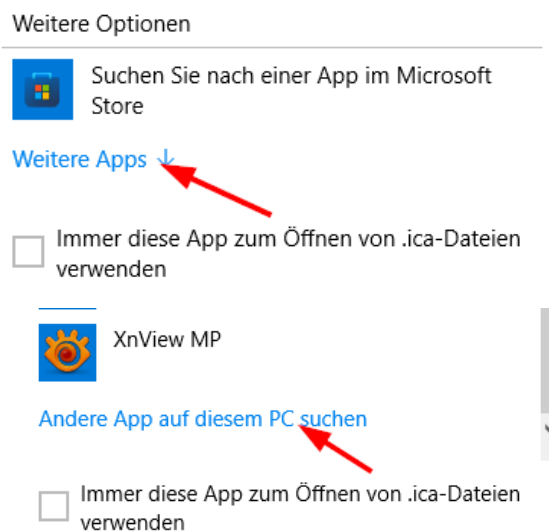 Weitere Optionen
Suchen Sie nach einer App im Microsoft
Store
Weitere Apps
Immer diese App zum Öffnen von .ica-Dateien
verwenden
XnView MP
Andere App auf diesem PC suchen
Immer diese App zum Öffnen von .ica-Dateien
verwenden